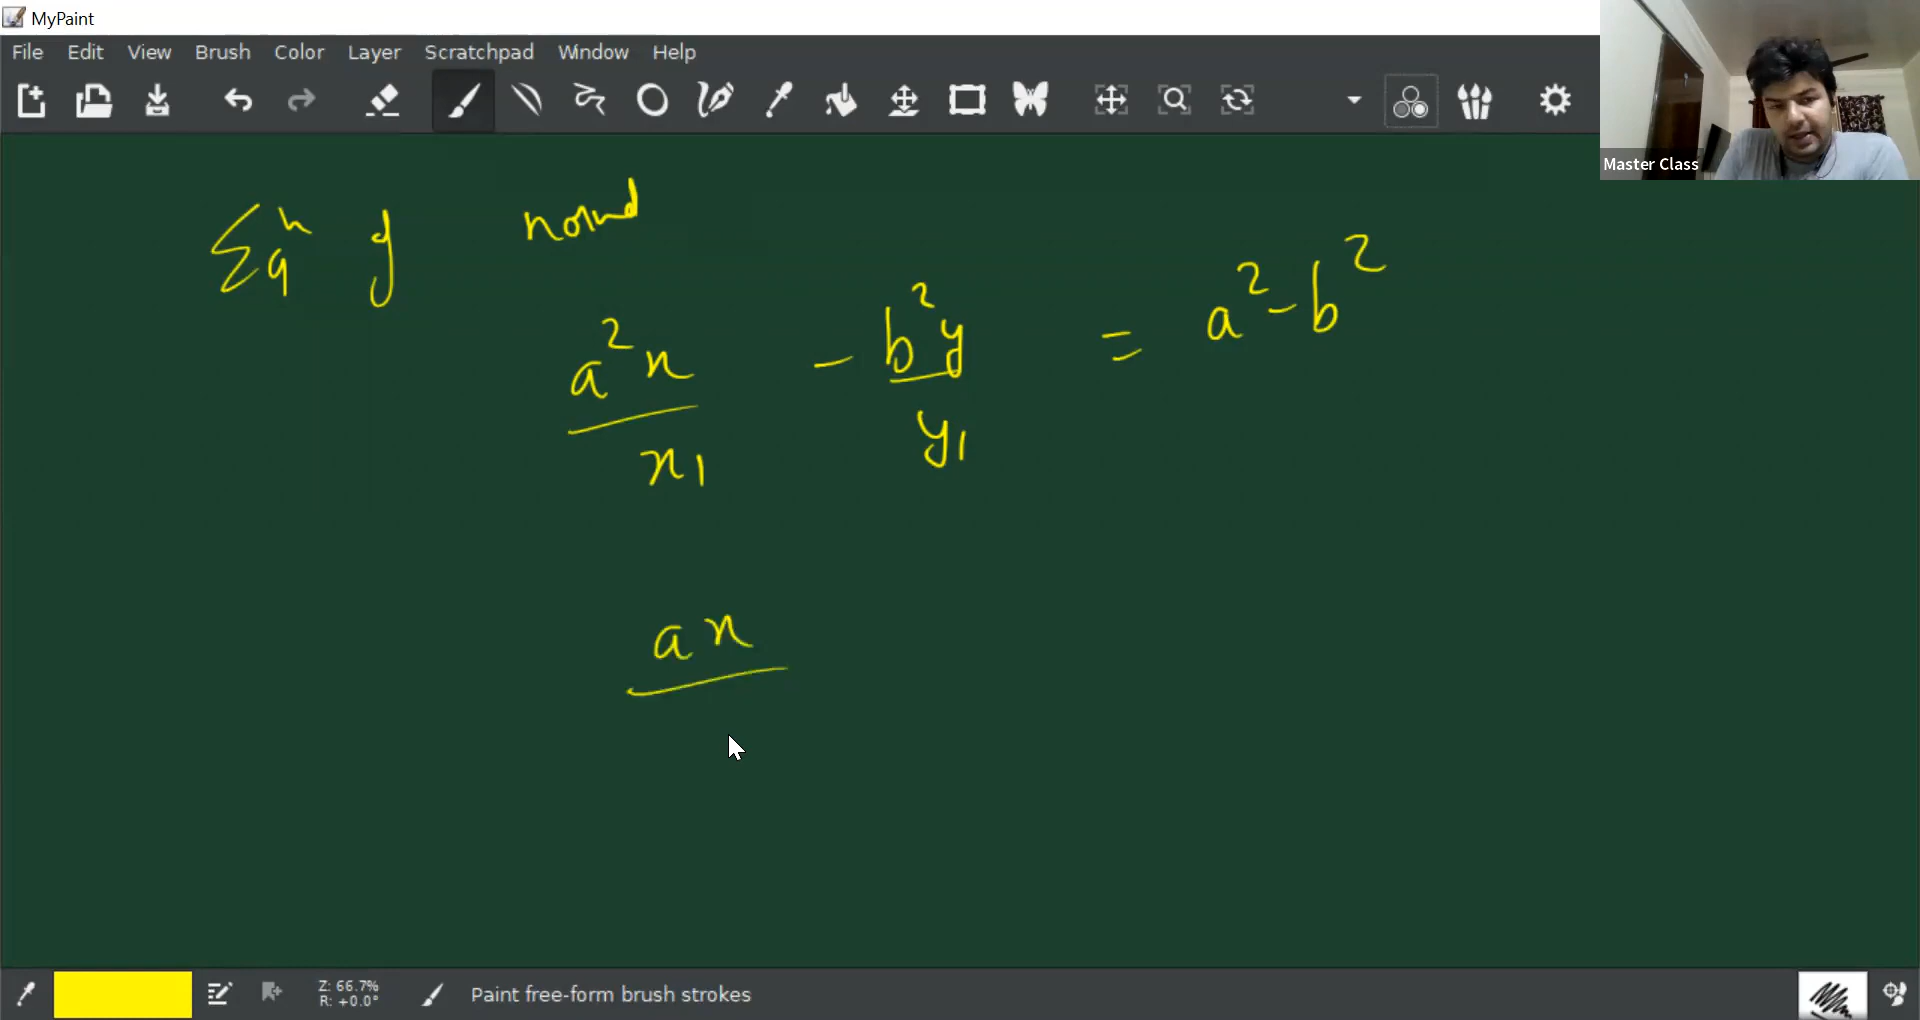 MyPaint
File Edit View Brush Color Layer Scratchpad Window Help
Master Class
Eqn of normal
a²x/x₁ - b²y/y₁ = a² - b²
ax
Z: 66.7%
R: +0.0°
Paint free-form brush strokes